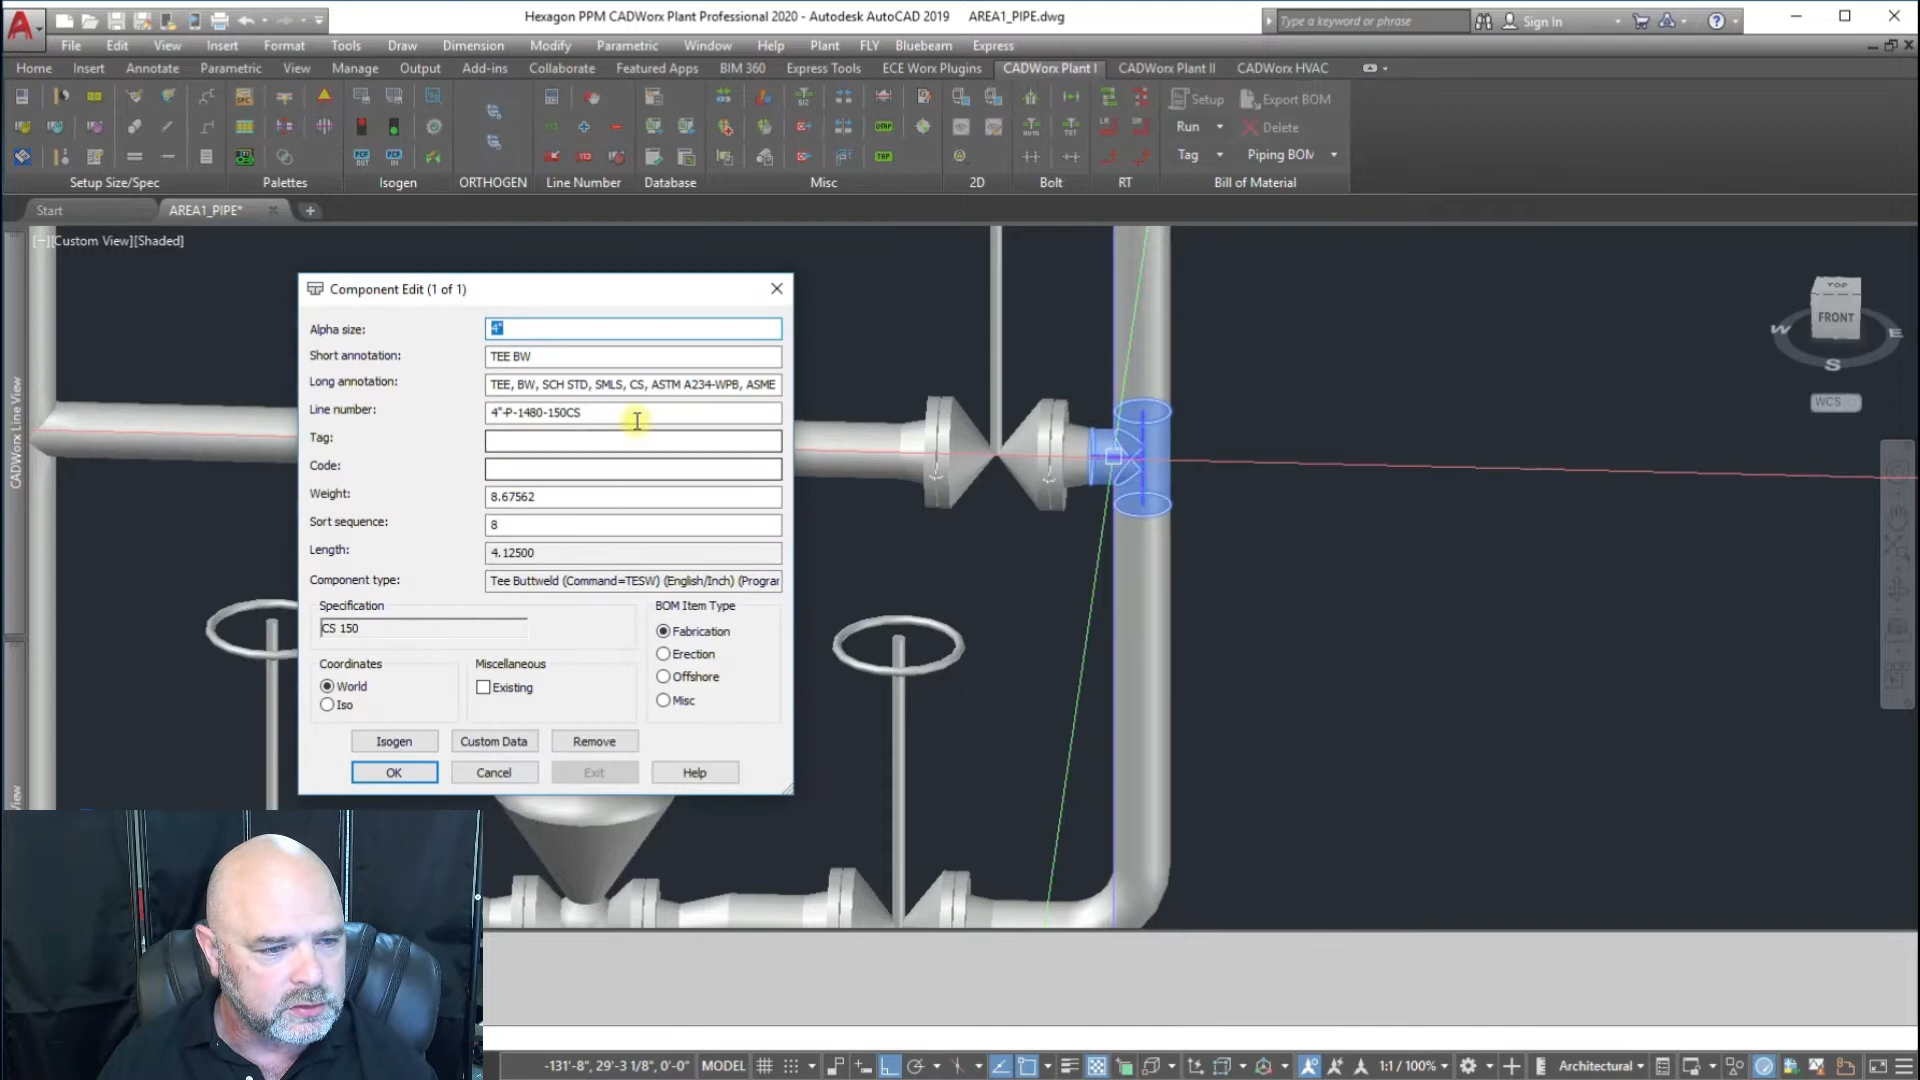 Hexagon PPM CADWorx Plant Professional 2020 - Autodesk AutoCAD 2019 AREA1_PIPE.dwg
Type a keyword or phrase
Sign In
File Edit View Insert Format Tools Draw Dimension Modify Parametric Window Help Plant FLY Bluebeam Express
Home Insert Annotate Parametric View Manage Output Add-ins Collaborate Featured Apps BIM 360 Express Tools ECE Worx Plugins CADWorx Plant I CADWorx Plant II CADWorx HVAC
Setup Export BOM
Run Delete
Tag Piping BOM
Setup Size/Spec Palettes Isogen ORTHOGEN Line Number Database Misc 2D Bolt RT Bill of Material
Start AREA1_PIPE*
[−][Custom View][Shaded]
CADWorx Line View
TOP
FRONT
W E
S
WCS
Component Edit (1 of 1)
Alpha size: 4"
Short annotation: TEE BW
Long annotation: TEE, BW, SCH STD, SMLS, CS, ASTM A234-WPB, ASME
Line number: 4"-P-1480-150CS
Tag:
Code:
Weight: 8.67562
Sort sequence: 8
Length: 4.12500
Component type: Tee Buttweld (Command=TESW) (English/Inch) (Progran
Specification
CS 150
BOM Item Type
Fabrication
Erection
Offshore
Misc
Coordinates
World
Iso
Miscellaneous
Existing
Isogen Custom Data Remove
OK Cancel Exit Help
-131'-8", 29'-3 1/8", 0'-0" MODEL 1:1 / 100% Architectural